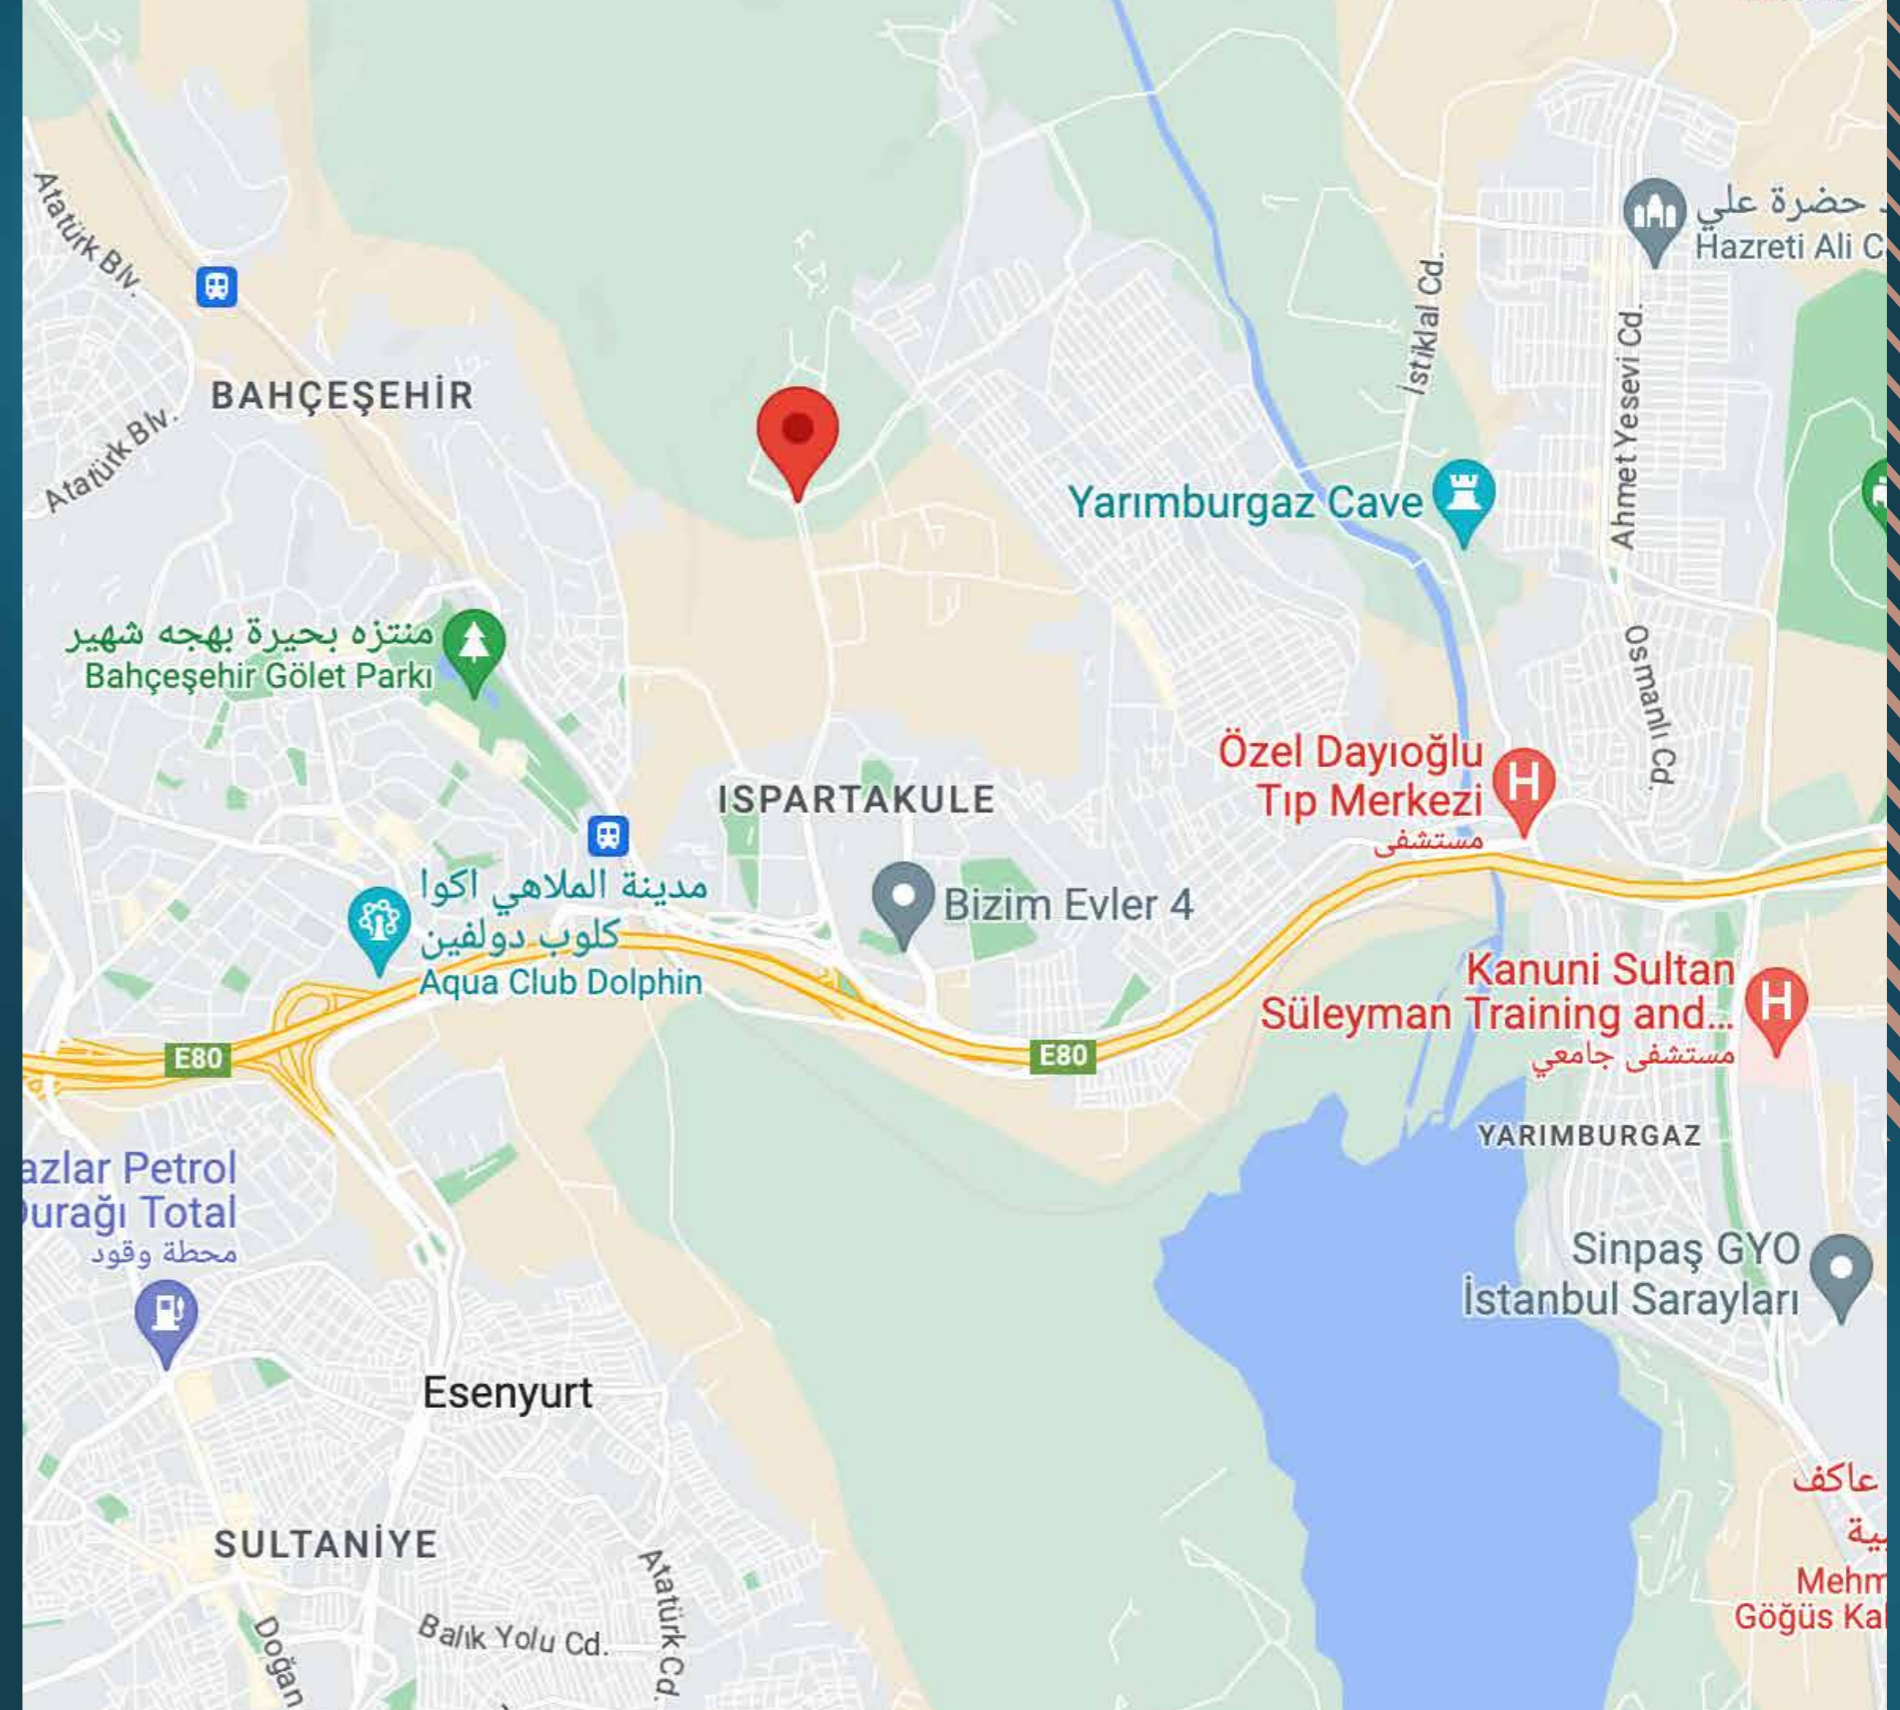 حضرة علي
Hazreti Ali C
Atatürk Blv.
İstiklal Cd.
Ahmet Yesevi Cd.
BAHÇEŞEHİR
Atatürk Blv.
Yarımburgaz Cave
منتزه بحيرة بهجه شهير
Bahçeşehir Gölet Parkı
Osmanlı Cd.
Özel Dayıoğlu
Tıp Merkezi
مستشفى
ISPARTAKULE
مدينة الملاهي اكوا
كلوب دولفين
Aqua Club Dolphin
Bizim Evler 4
Kanuni Sultan
Süleyman Training and...
مستشفى جامعي
E80
E80
YARIMBURGAZ
azlar Petrol
urağı Total
محطة وقود
Sinpaş GYO
İstanbul Sarayları
Esenyurt
عاكف
SULTANİYE
Mehm
Göğüs Kal
Atatürk Cd.
Balık Yolu Cd.
Doğan